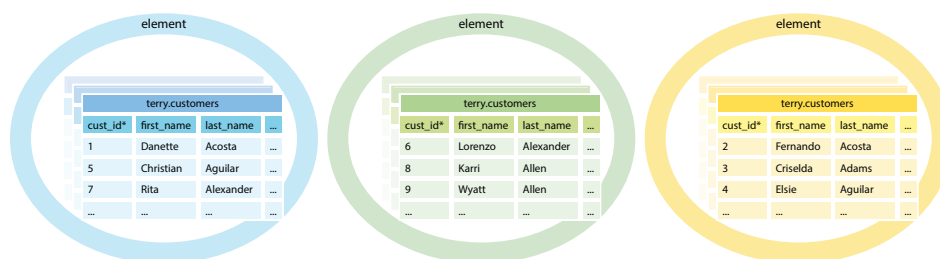 element
terry.customers
cust_id* first_name last_name ...
1 Danette Acosta ...
5 Christian Aguilar ...
7 Rita Alexander ...
... ... ... ...
element
terry.customers
cust_id* first_name last_name ...
6 Lorenzo Alexander ...
8 Karri Allen ...
9 Wyatt Allen ...
... ... ... ...
element
terry.customers
cust_id* first_name last_name ...
2 Fernando Acosta ...
3 Criselda Adams ...
4 Elsie Aguilar ...
... ... ... ...